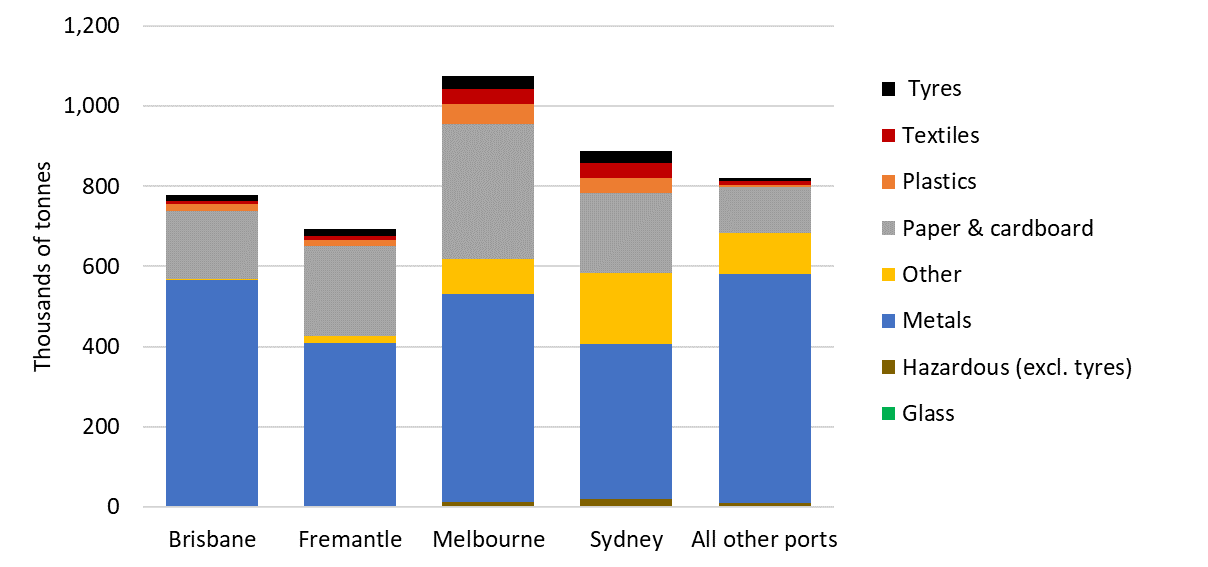 1,200
1,000
800
600
400
200
0
Thousands of tonnes
Brisbane
Fremantle
Melbourne
Sydney
All other ports
Tyres
Textiles
Plastics
Paper & cardboard
Other
Metals
Hazardous (excl. tyres)
Glass